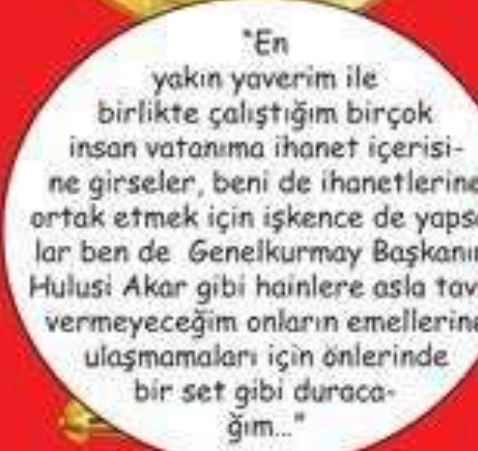 "En
yakın yaverim ile
birlikte çalıştığım birçok
insan vatanıma ihanet içerisi-
ne girseler, beni de ihanetlerine
ortak etmek için işkence de yapsa
lar ben de Genelkurmay Başkanım
Hulusi Akar gibi hainlere asla tav
vermeyeceğim onların emellerine
ulaşmamaları için önlerinde
bir set gibi duraca-
ğım..."